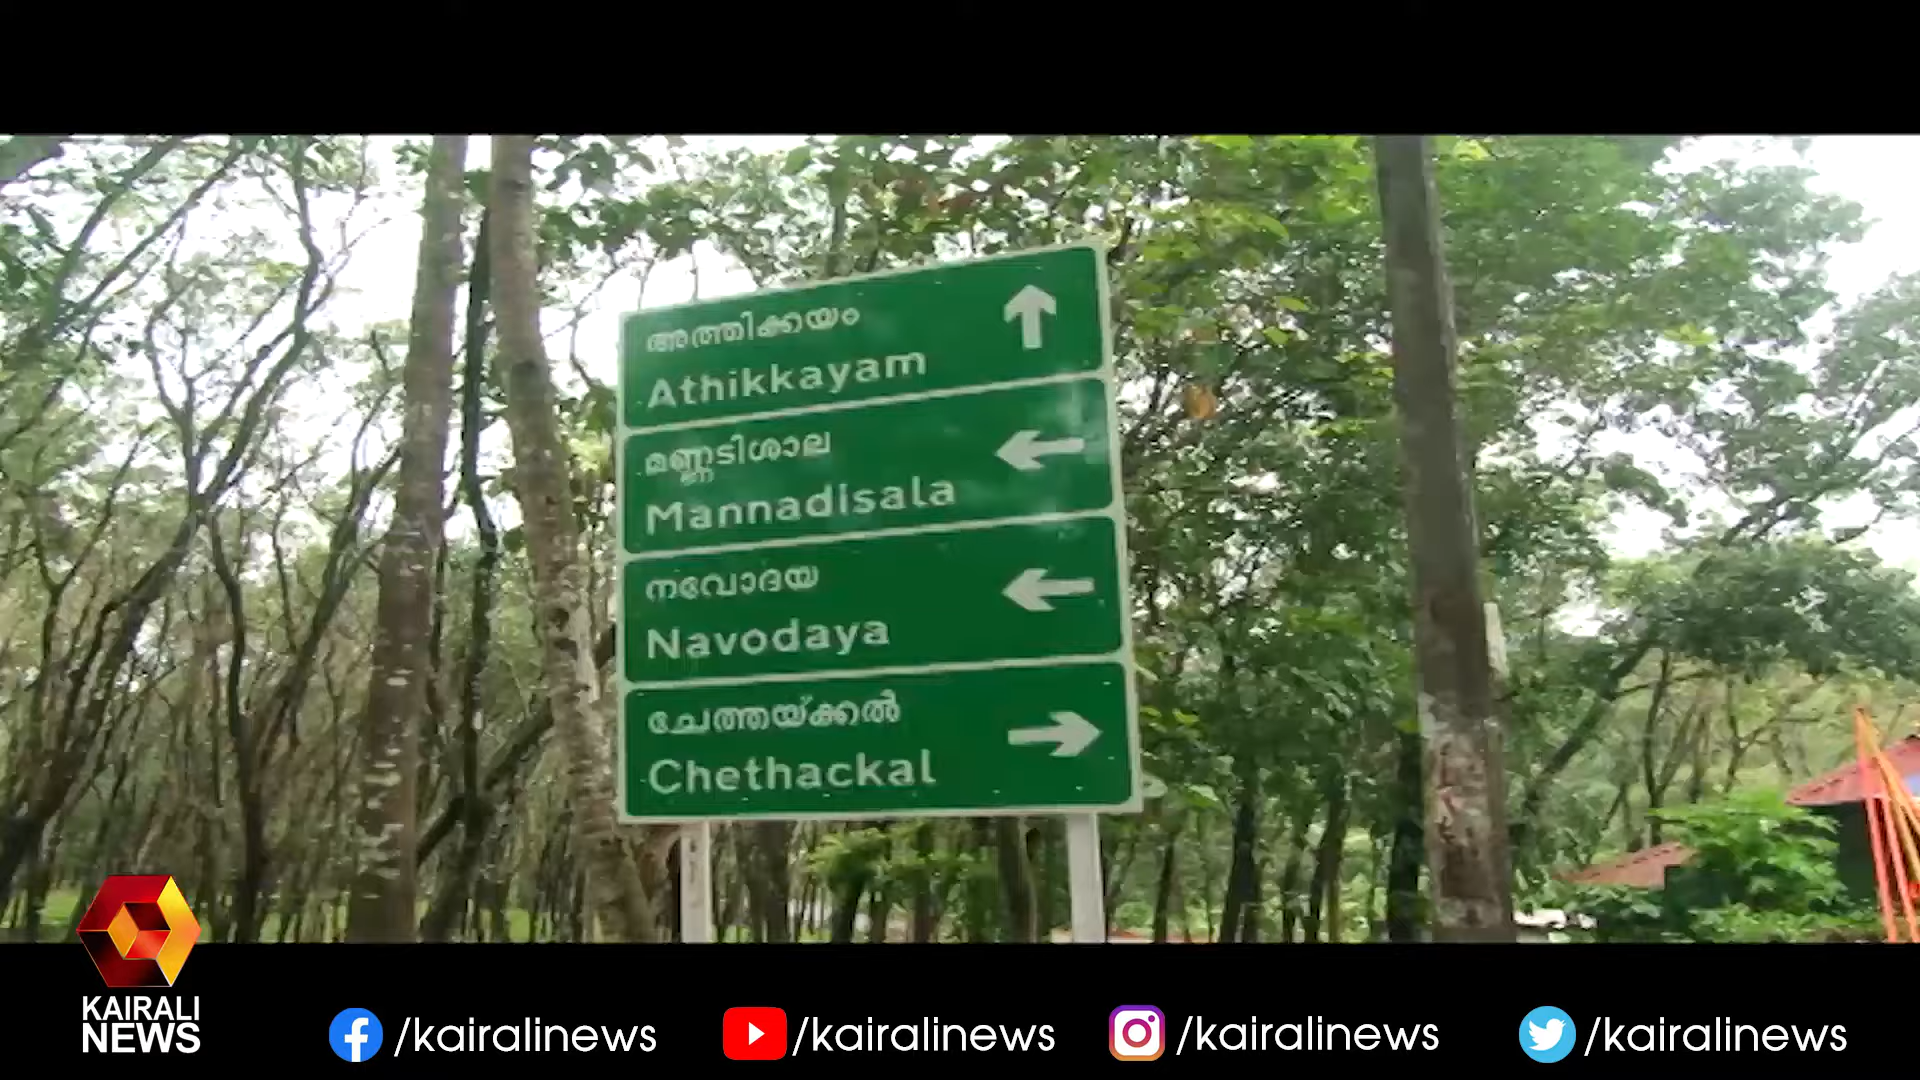 അത്തിക്കയം
Athikkayam
മണ്ണടിശാല
Mannadisala
നവോദയ
Navodaya
ചേത്തയ്ക്കൽ
Chethackal
KAIRALI
NEWS
/kairalinews
/kairalinews
/kairalinews
/kairalinews